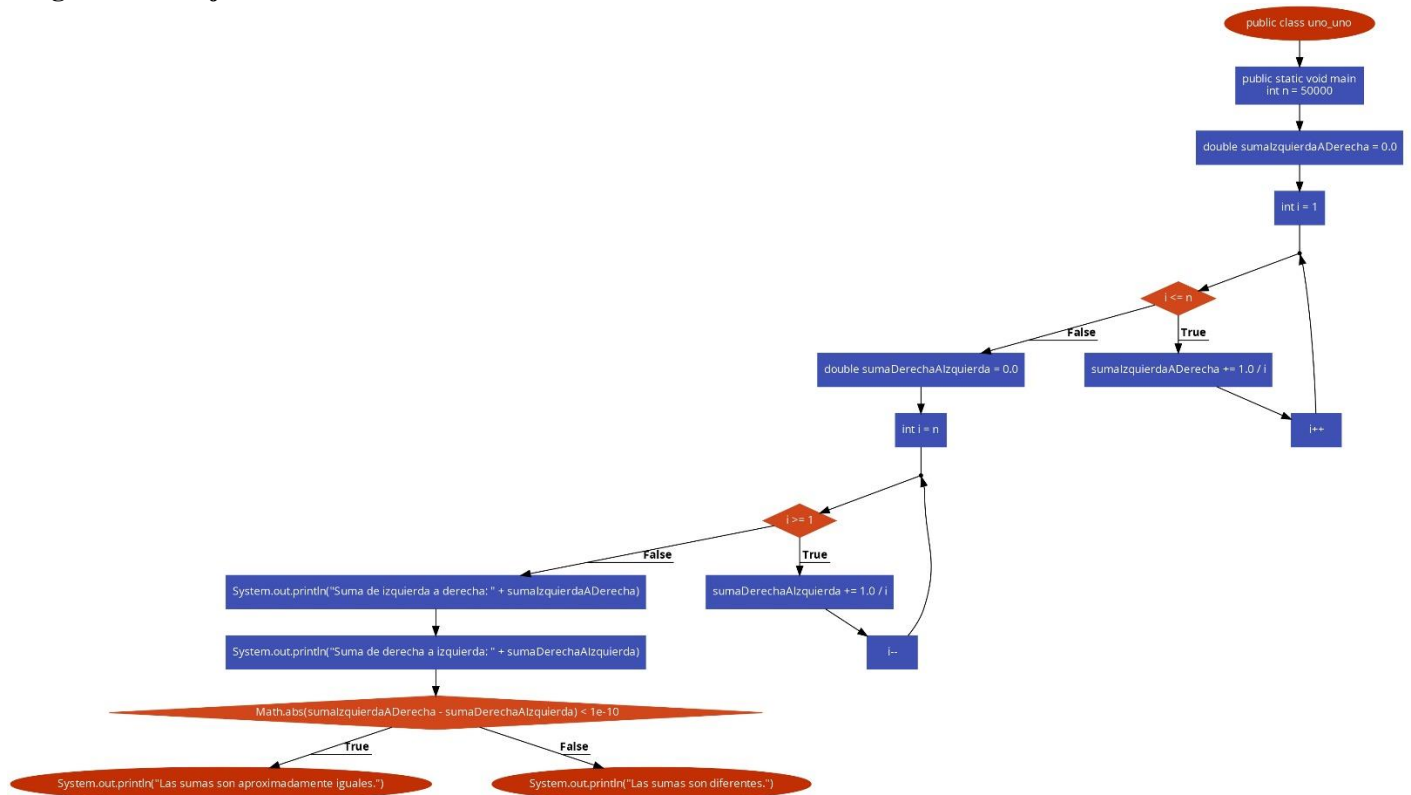 public class uno_uno
public static void main
int n = 50000
double sumaIzquierdaADerecha = 0.0
int i = 1
i <= n
False
True
double sumaDerechaAIzquierda = 0.0
sumaIzquierdaADerecha += 1.0 / i
int i = n
i++
i >= 1
False
True
System.out.println("Suma de izquierda a derecha: " + sumaIzquierdaADerecha)
sumaDerechaAIzquierda += 1.0 / i
System.out.println("Suma de derecha a izquierda: " + sumaDerechaAIzquierda)
i--
Math.abs(sumaIzquierdaADerecha - sumaDerechaAIzquierda) < 1e-10
True
False
System.out.println("Las sumas son aproximadamente iguales.")
System.out.println("Las sumas son diferentes.")